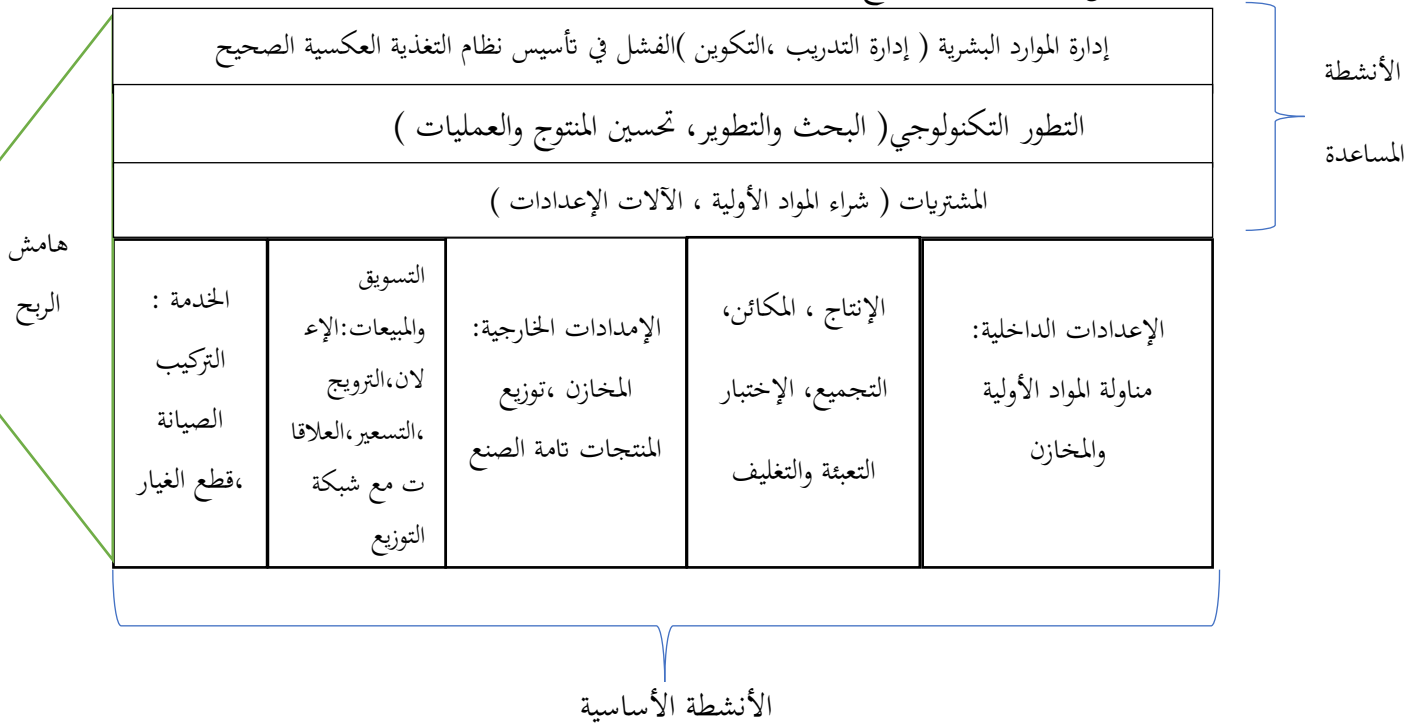 إدارة الموارد البشرية ( إدارة التدريب ،التكوين )الفشل في تأسيس نظام التغذية العكسية الصحيح
التطور التكنولوجي( البحث والتطوير، تحسين المنتوج والعمليات )
المشتريات ( شراء المواد الأولية ، الآلات الإعدادات )
الأنشطة
المساعدة
الإعدادات الداخلية:
مناولة المواد الأولية
والمخازن
الإنتاج ، المكائن،
التجميع، الإختبار
التعبئة والتغليف
الإمدادات الخارجية:
المخازن ،توزيع
المنتجات تامة الصنع
التسويق
والمبيعات:الإع
لان،الترويج
،التسعير،العلاقا
ت مع شبكة
التوزيع
الخدمة :
التركيب
الصيانة
،قطع الغيار
هامش
الربح
الأنشطة الأساسية